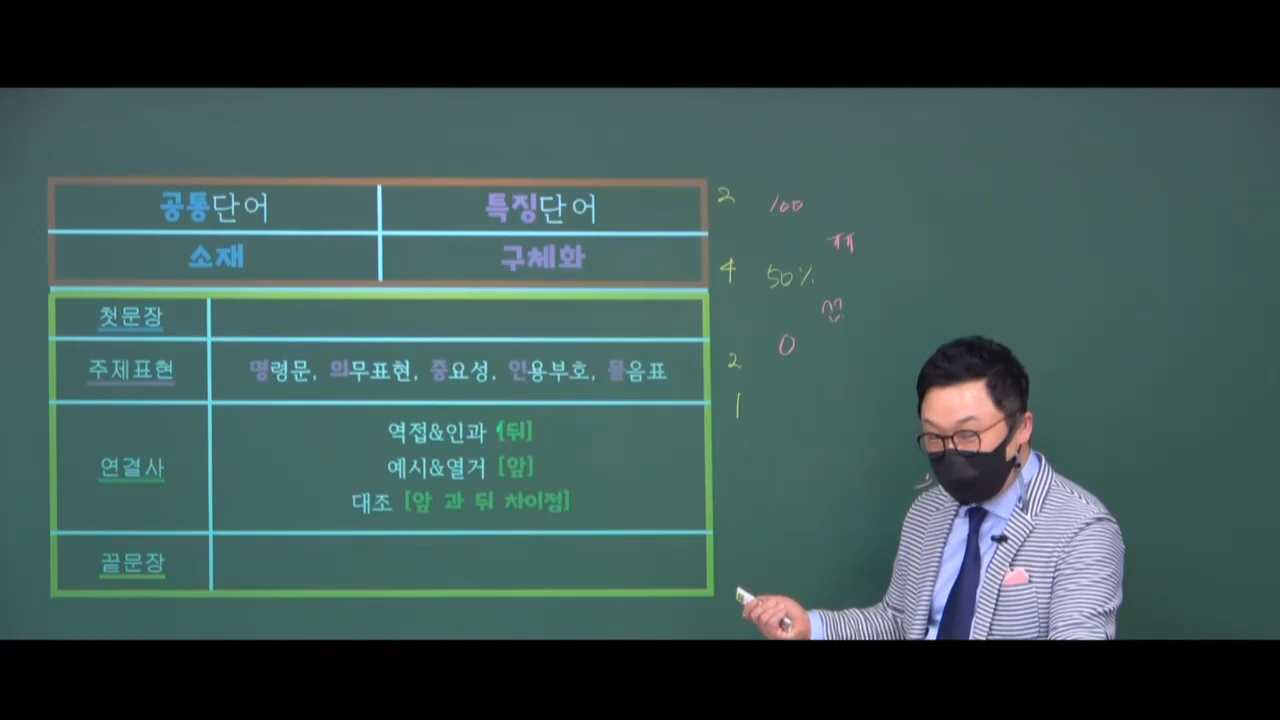 공통단어 특징단어
소재 구체화
첫문장
주제표현 명령문, 의무표현, 중요성, 인용부호, 물음표
연결사 역접&인과 [뒤]
예시&열거 [앞]
대조 [앞 과 뒤 차이점]
끝문장
2 100
ㅠㅠ
4 50%
0
2
1